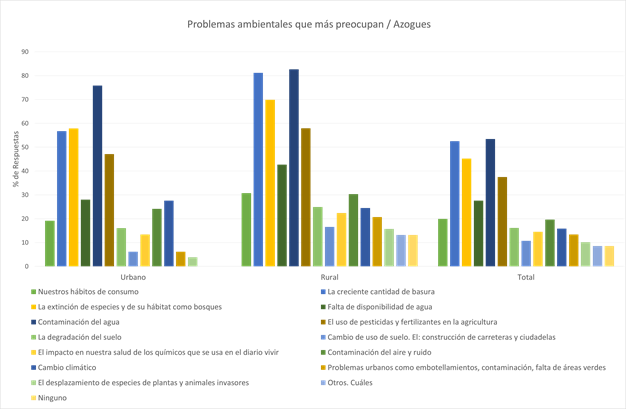 Problemas ambientales que más preocupan / Azogues
90
80
70
60
50
40
30
20
10
0
% de Respuestas
Urbano Rural Total
Nuestros hábitos de consumo La creciente cantidad de basura
La extinción de especies y de su hábitat como bosques Falta de disponibilidad de agua
Contaminación del agua El uso de pesticidas y fertilizantes en la agricultura
La degradación del suelo Cambio de uso de suelo. El: construcción de carreteras y ciudadelas
El impacto en nuestra salud de los químicos que se usa en el diario vivir Contaminación del aire y ruido
Cambio climático Problemas urbanos como embotellamientos, contaminación, falta de áreas verdes
El desplazamiento de especies de plantas y animales invasores Otros. Cuáles
Ninguno